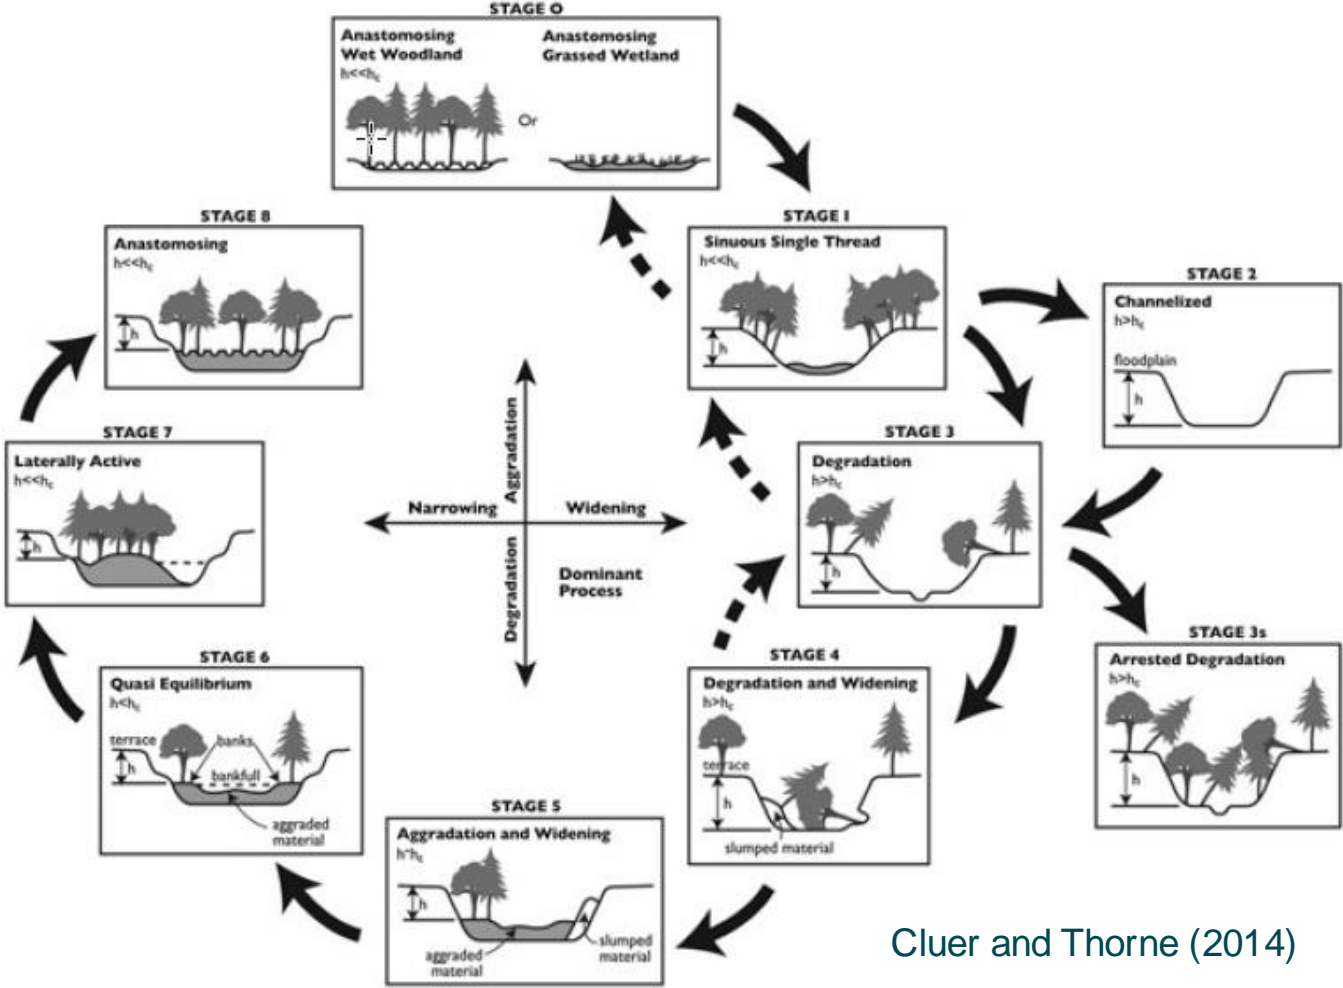 STAGE 0
Anastomosing
Wet Woodland
h<<hc
Anastomosing
Grassed Wetland
Or
STAGE 8
Anastomosing
h<<hc
h
STAGE 1
Sinuous Single Thread
h<<hc
h
STAGE 2
Channelized
h>hc
floodplain
h
STAGE 7
Laterally Active
h<<hc
h
Aggradation
Narrowing
Widening
Degradation
Dominant
Process
STAGE 3
Degradation
h>hc
h
STAGE 3s
Arrested Degradation
h>hc
h
STAGE 6
Quasi Equilibrium
h<hc
terrace
banks
h
bankfull
aggraded
material
STAGE 4
Degradation and Widening
h>hc
terrace
h
slumped material
STAGE 5
Aggradation and Widening
h~hc
h
aggraded
material
slumped
material
Cluer and Thorne (2014)